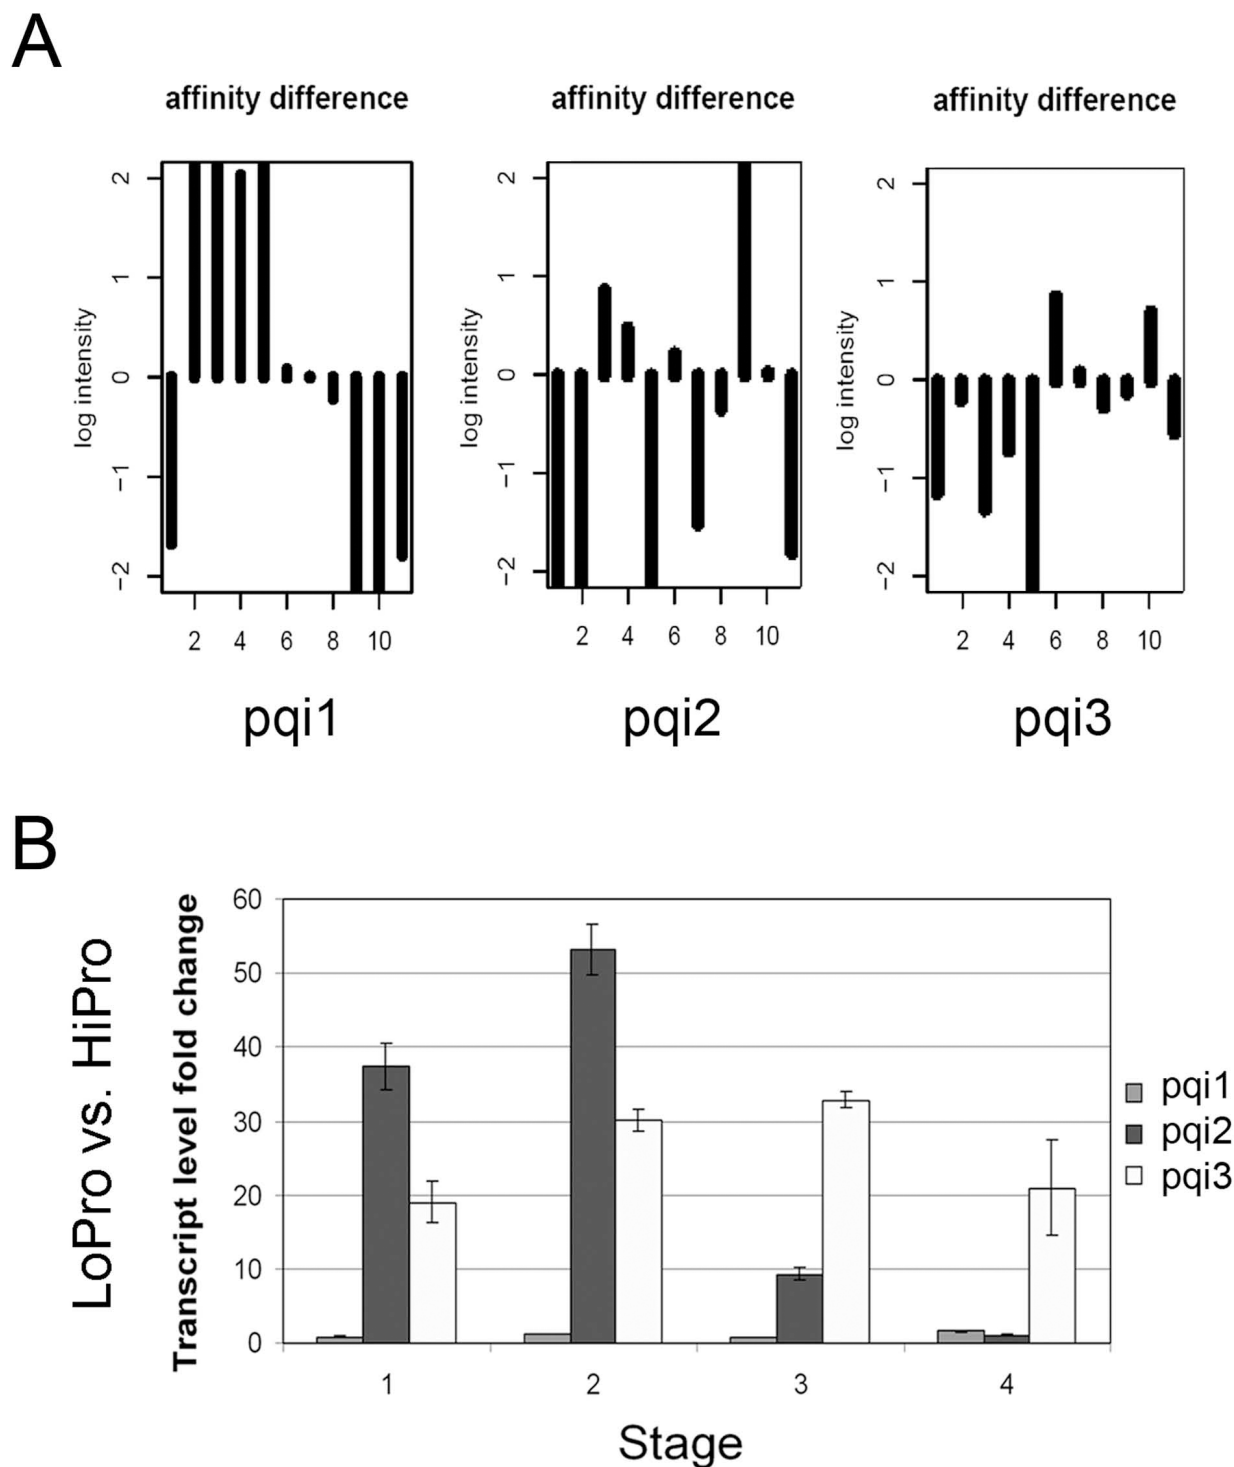 A
affinity difference
affinity difference
affinity difference
log intensity
2
1
0
−1
−2
2 4 6 8 10
pqi1
log intensity
2
1
0
−1
−2
2 4 6 8 10
pqi2
log intensity
2
1
0
−1
−2
2 4 6 8 10
pqi3
B
LoPro vs. HiPro
Transcript level fold change
60
50
40
30
20
10
0
1 2 3 4
Stage
pqi1
pqi2
pqi3